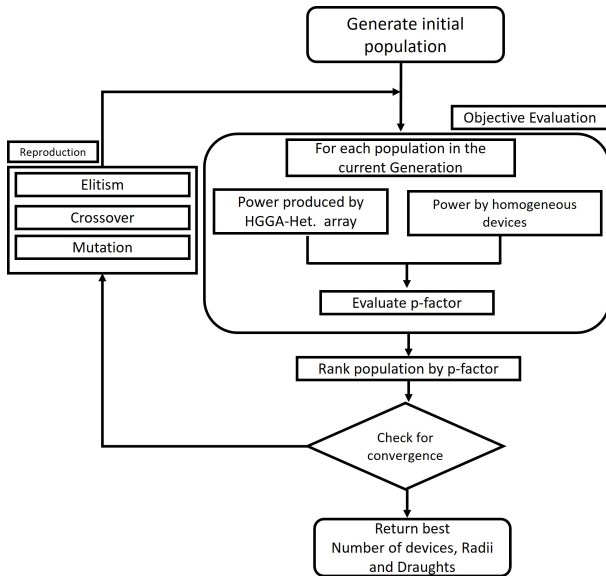 Generate initial
population
Objective Evaluation
Reproduction
For each population in the
current Generation
Elitism
Crossover
Mutation
Power produced by
HGGA-Het. array
Power by homogeneous
devices
Evaluate p-factor
Rank population by p-factor
Check for
convergence
Return best
Number of devices, Radii
and Draughts